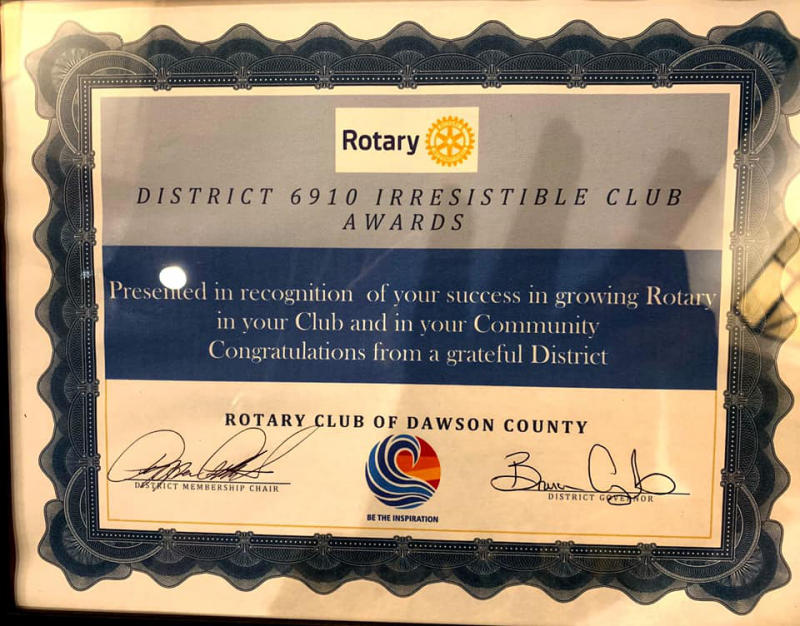 Rotary
DISTRICT 6910 IRRESISTIBLE CLUB
AWARDS
Presented in recognition of your success in growing Rotary
in your Club and in your Community
Congratulations from a grateful District
ROTARY CLUB OF DAWSON COUNTY
DISTRICT MEMBERSHIP CHAIR
BE THE INSPIRATION
DISTRICT GOVERNOR